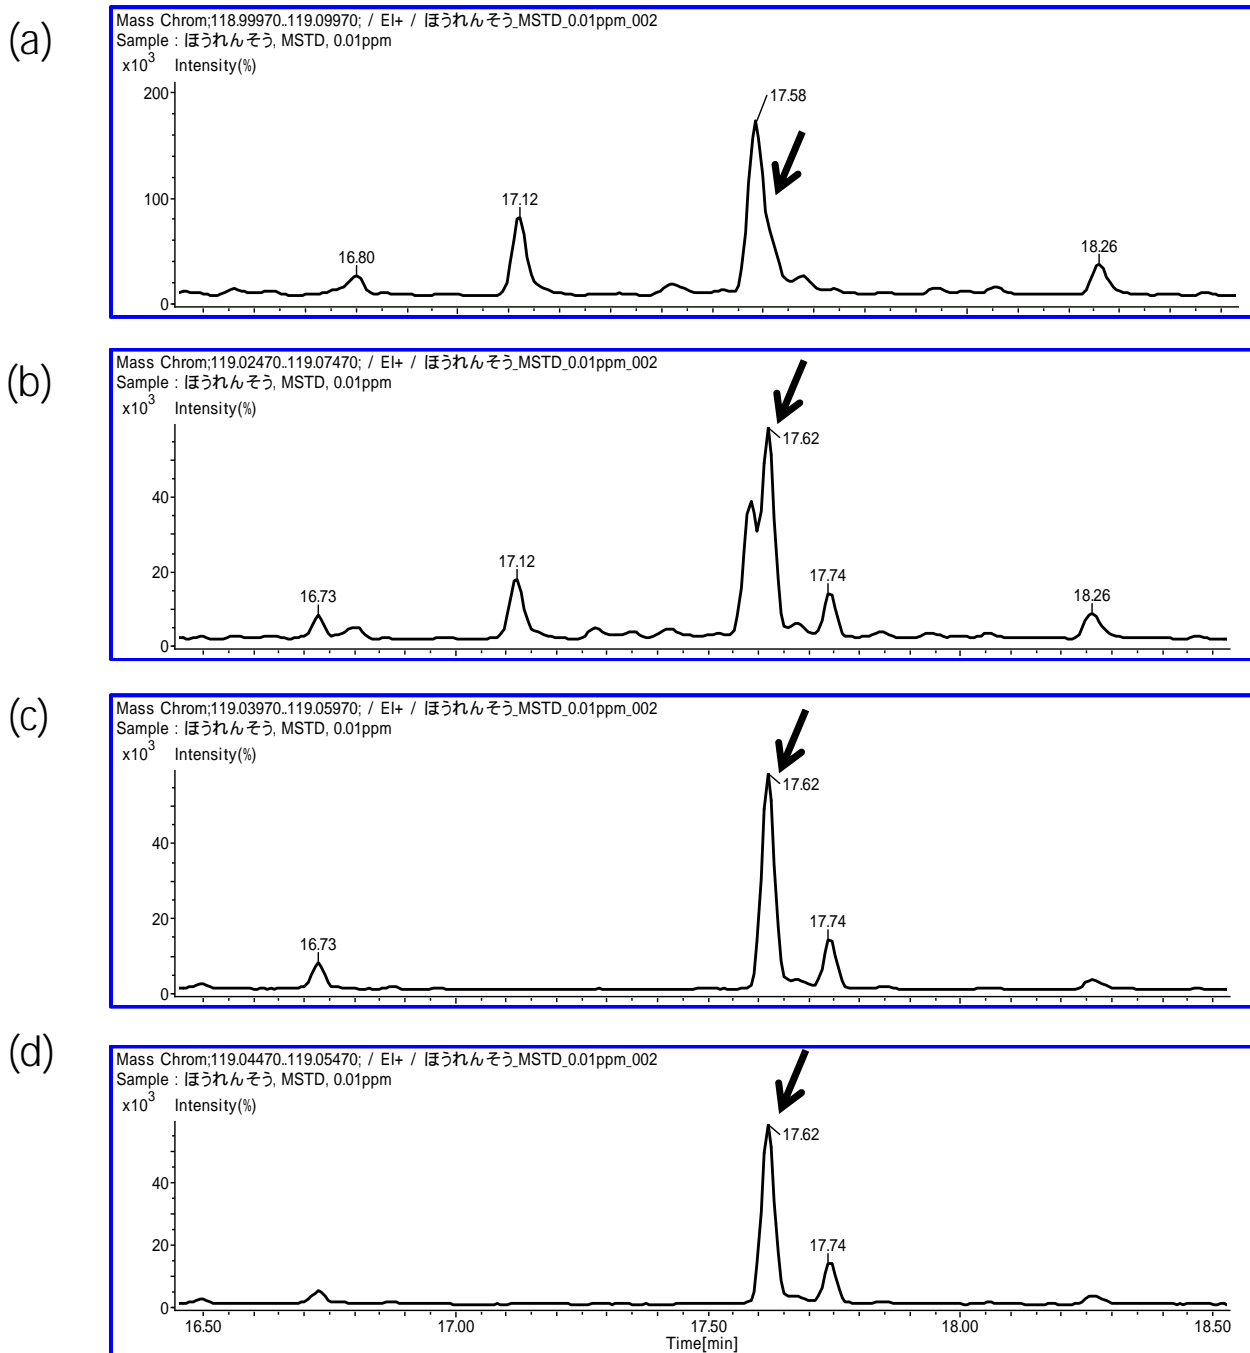 (a)
Mass Chrom;118.99970..119.09970; / EI+ / ほうれんそう_MSTD_0.01ppm_002
Sample : ほうれんそう, MSTD, 0.01ppm
x10³ Intensity(%)
200
17.58
100
17.12
16.80
18.26
0
(b)
Mass Chrom;119.02470..119.07470; / EI+ / ほうれんそう_MSTD_0.01ppm_002
Sample : ほうれんそう, MSTD, 0.01ppm
x10³ Intensity(%)
17.62
40
17.12
20
17.74
16.73
18.26
0
(c)
Mass Chrom;119.03970..119.05970; / EI+ / ほうれんそう_MSTD_0.01ppm_002
Sample : ほうれんそう, MSTD, 0.01ppm
x10³ Intensity(%)
17.62
40
20
17.74
16.73
0
(d)
Mass Chrom;119.04470..119.05470; / EI+ / ほうれんそう_MSTD_0.01ppm_002
Sample : ほうれんそう, MSTD, 0.01ppm
x10³ Intensity(%)
17.62
40
20
17.74
0
16.50 17.00 17.50 18.00 18.50
Time[min]